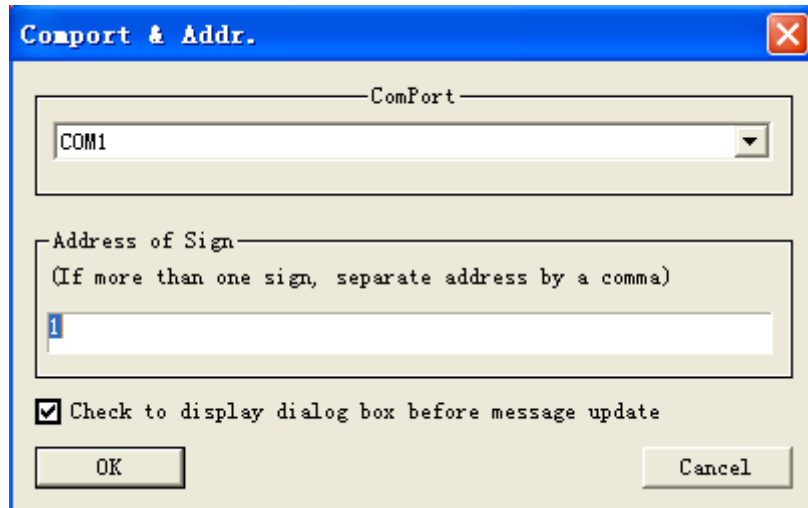 Comport & Addr.
ComPort
COM1
Address of Sign
(If more than one sign, separate address by a comma)
1
Check to display dialog box before message update
OK
Cancel